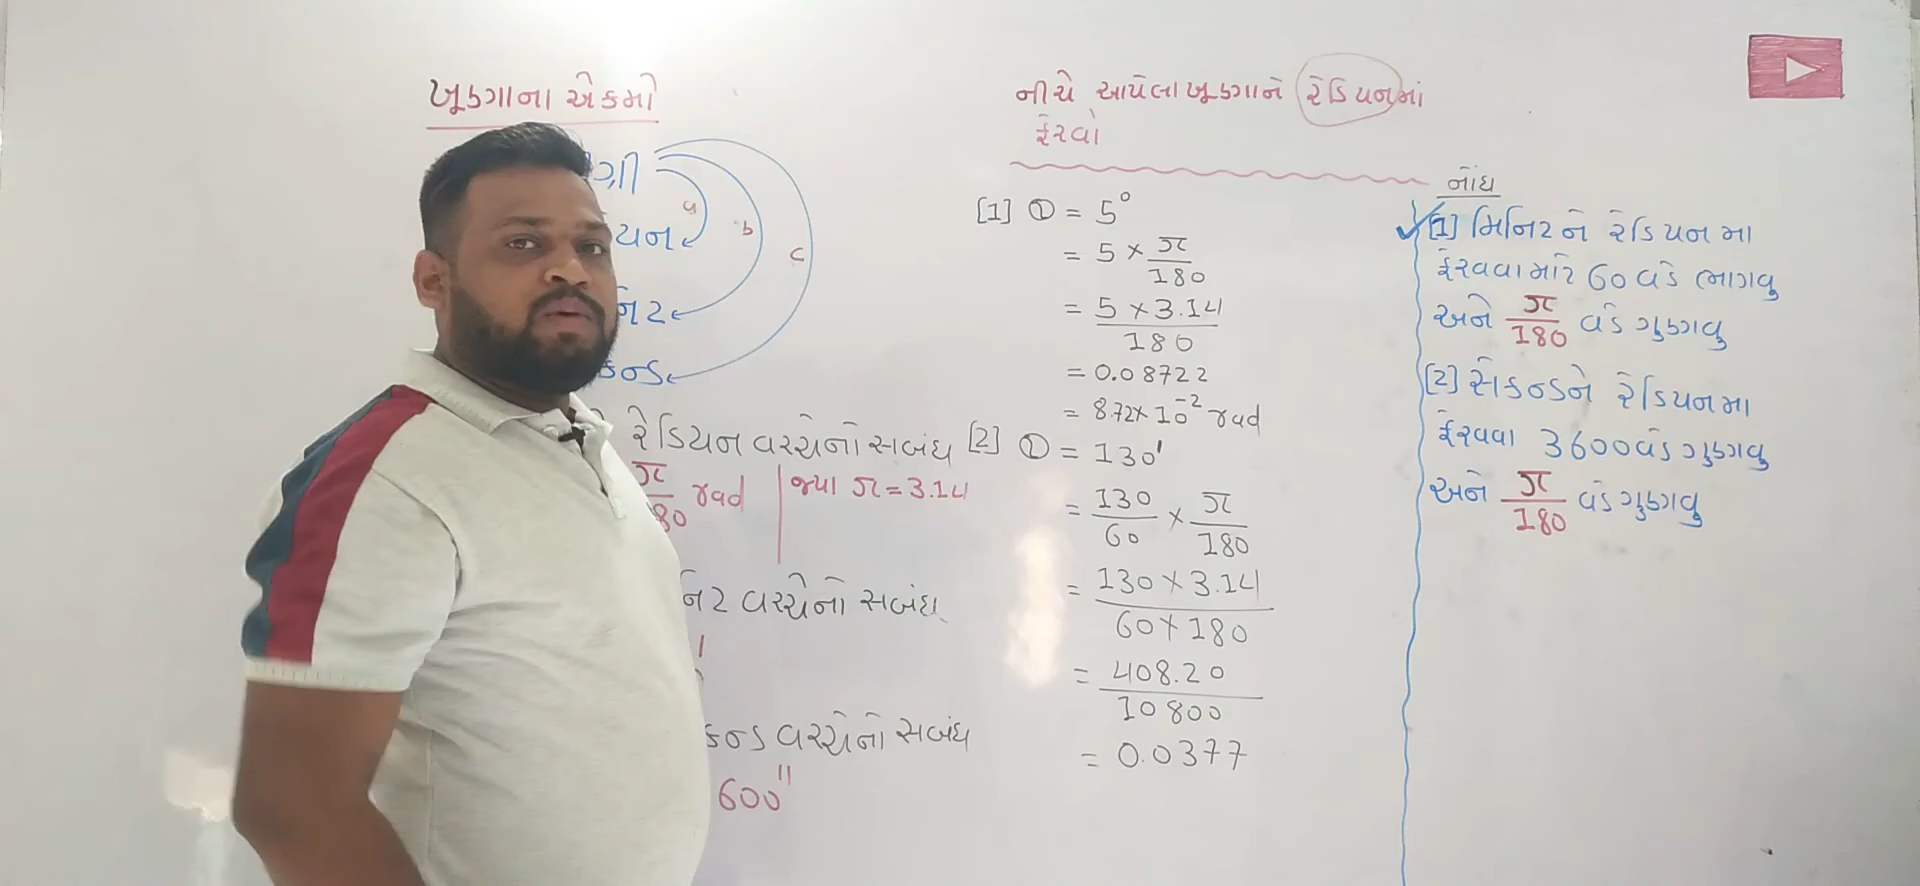 ખૂણાના એકમો
a
b
c
રેડિયન વચ્ચેનો સબંધ
π
rad
જ્યા π = 3.14
વચ્ચેનો સબંધ
વચ્ચેનો સબંધ
600"
નીચે આપેલા ખૂણાને રેડિયનમાં
ફેરવો
[1] ① = 5°
= 5 × π/180
= 5 × 3.14/180
= 0.08722
= 8.72 × 10⁻² rad
[2] ① = 130'
= 130/60 × π/180
= 130 × 3.14/60 × 180
= 408.20/10800
= 0.0377
નોંધ
[1] મિનિટ ને રેડિયન મા
ફેરવવા માટે 60 વડે ભાગવુ
અને π/180 વડે ગુણવુ
[2] સેકન્ડને રેડિયનમા
ફેરવવા 3600 વડે ગુણવુ
અને π/180 વડે ગુણવુ